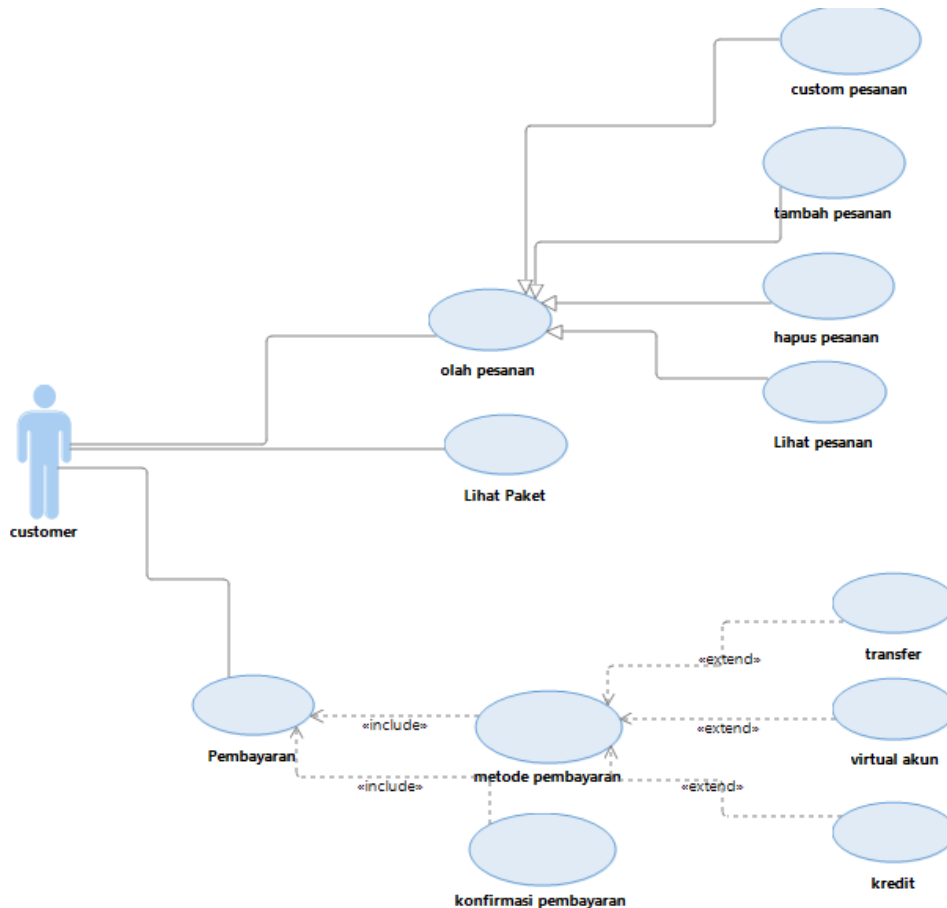 custom pesanan
tambah pesanan
hapus pesanan
olah pesanan
Lihat pesanan
Lihat Paket
customer
transfer
«extend»
«include»
«extend»
Pembayaran
virtual akun
metode pembayaran
«include»
«extend»
kredit
konfirmasi pembayaran